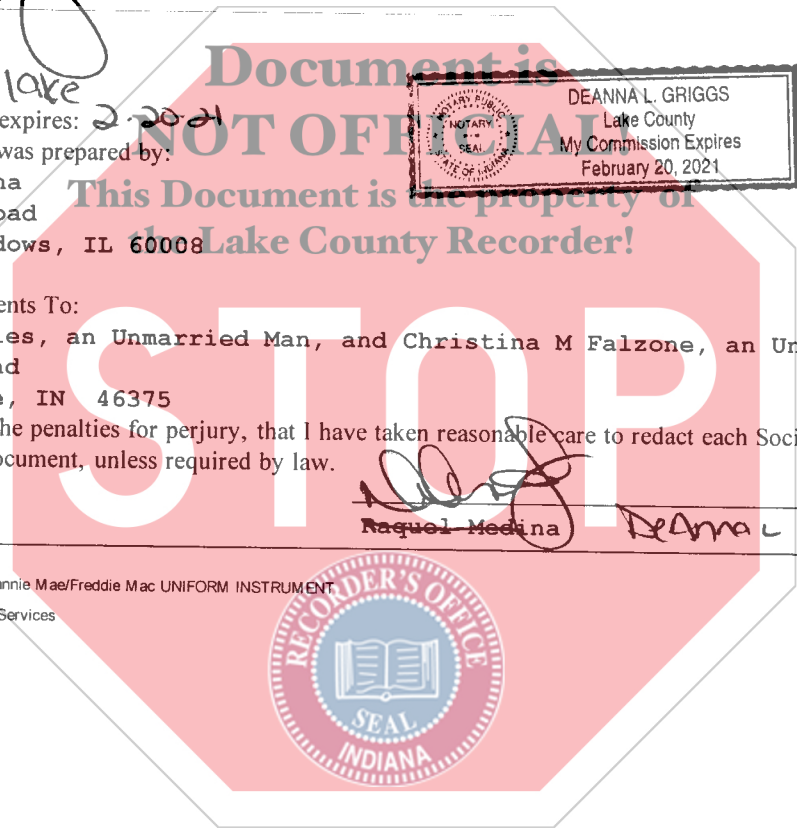 Document is
lake
expires: 2-20-21
NOT OFFICIAL!
was prepared by:
This Document is the property of
the Lake County Recorder!
DEANNA L. GRIGGS
Lake County
My Commission Expires
February 20, 2021
NOTARY PUBLIC
NOTARY
SEAL
STATE OF INDIANA
na
oad
dows, IL 60008
ents To:
les, an Unmarried Man, and Christina M Falzone, an Un
nd
e, IN 46375
he penalties for perjury, that I have taken reasonable care to redact each Soci
ocument, unless required by law.
Raquel Medina DeAnna L
STOP
nnie Mae/Freddie Mac UNIFORM INSTRUMENT
Services
RECORDER'S OFFICE
SEAL
INDIANA